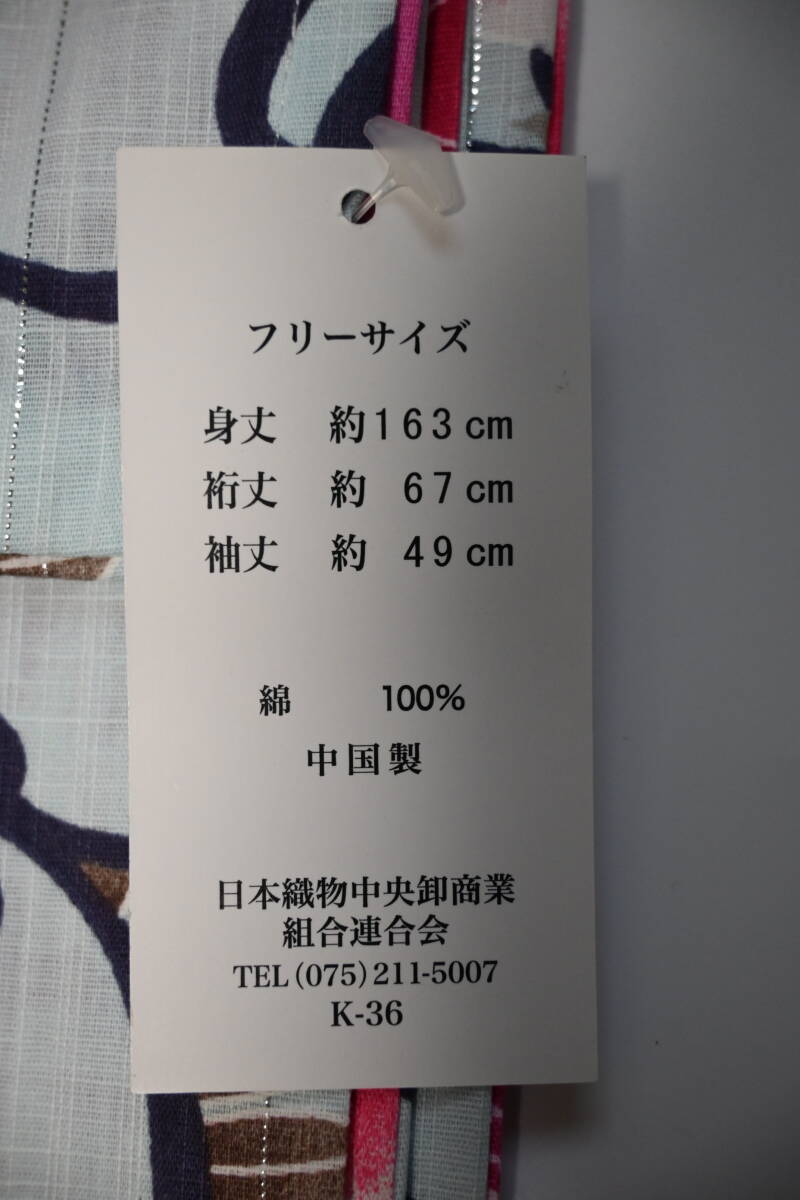 フリーサイズ
身丈 約163cm
裄丈 約 67cm
袖丈 約 49cm
綿 100%
中国製
日本織物中央卸商業
組合連合会
TEL(075)211-5007
K-36